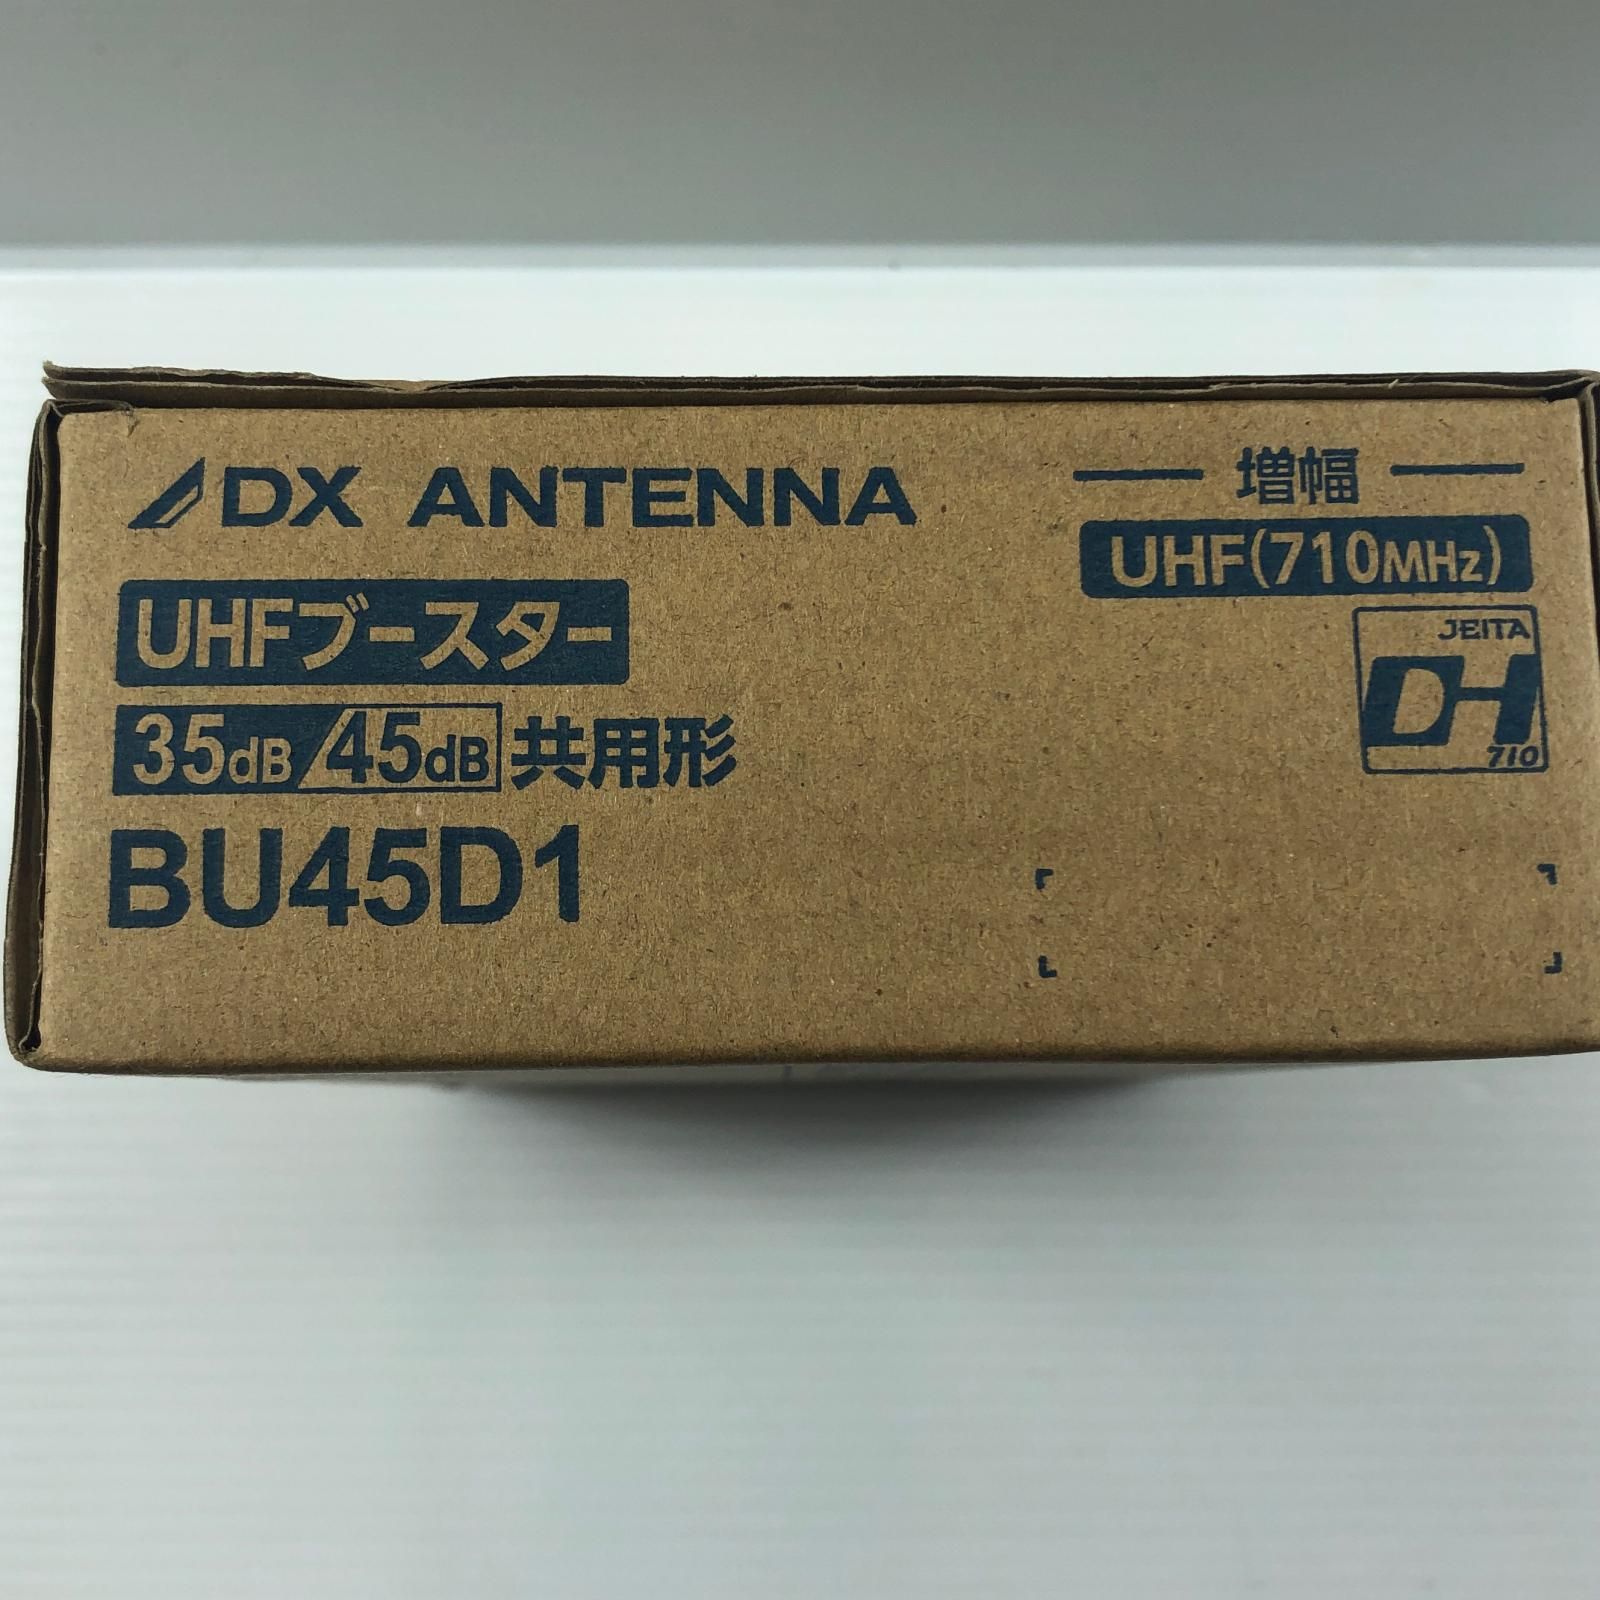 DX ANTENNA
UHFブースター
35dB/45dB 共用形
BU45D1
増幅
UHF(710MHz)
JEITA
DH
710